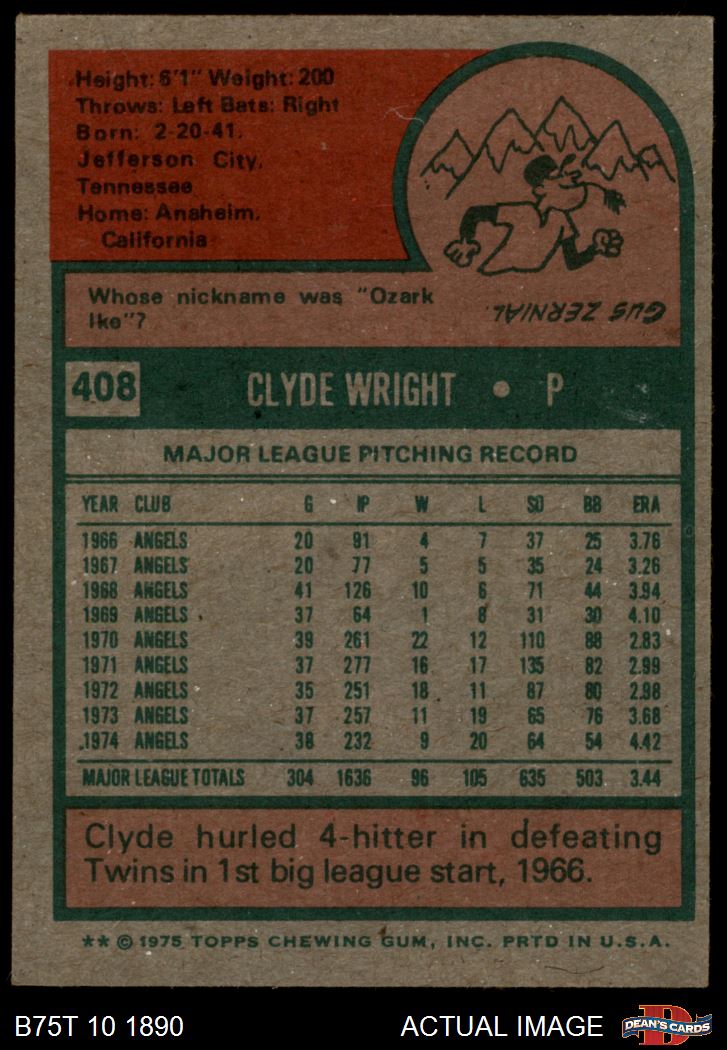 Height: 6'1" Weight: 200
Throws: Left Bats: Right
Born: 2-20-41.
Jefferson City,
Tennessee
Home: Anaheim.
California
Whose nickname was "Ozark
Ike"?
GUS ZERNIAL.
408 CLYDE WRIGHT • P
MAJOR LEAGUE PITCHING RECORD
YEAR CLUB G IP W L SO BB ERA
1966 ANGELS 20 91 4 7 37 25 3.76
1967 ANGELS 20 77 5 5 35 24 3.26
1968 ANGELS 41 126 10 6 71 44 3.94
1969 ANGELS 37 64 1 8 31 30 4.10
1970 ANGELS 39 261 22 12 110 88 2.83
1971 ANGELS 37 277 16 17 135 82 2.99
1972 ANGELS 35 251 18 11 87 80 2.98
1973 ANGELS 37 257 11 19 65 76 3.68
1974 ANGELS 38 232 9 20 64 54 4.42
MAJOR LEAGUE TOTALS 304 1636 96 105 635 503 3.44
Clyde hurled 4-hitter in defeating
Twins in 1st big league start, 1966.
** © 1975 TOPPS CHEWING GUM, INC. PRTD IN U.S.A.
B75T 10 1890 ACTUAL IMAGE D DEAN'S CARDS